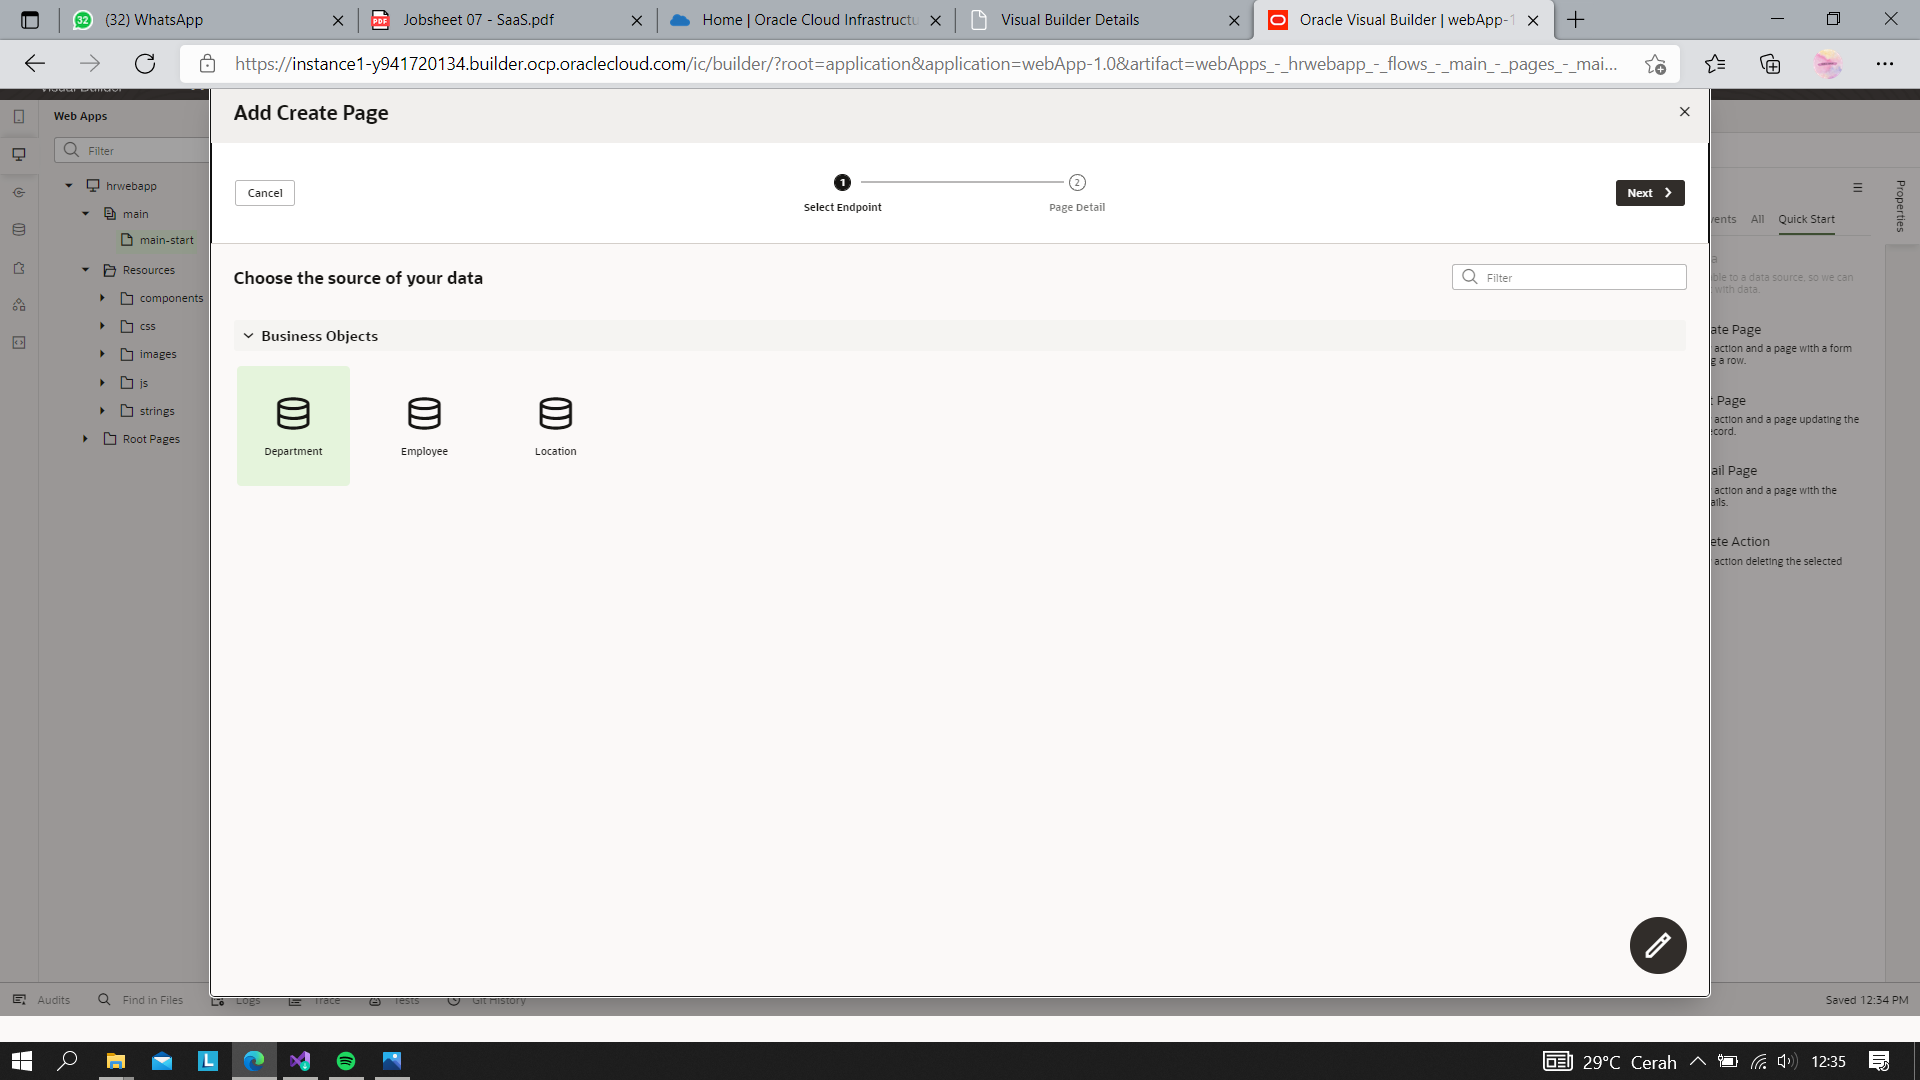 (32) WhatsApp
Jobsheet 07 - SaaS.pdf
Home | Oracle Cloud Infrastructu
Visual Builder Details
Oracle Visual Builder | webApp-1
https://instance1-y941720134.builder.ocp.oraclecloud.com/ic/builder/?root=application&application=webApp-1.0&artifact=webApps_-_hrwebapp_-_flows_-_main_-_pages_-_mai...
Visual Builder
Web Apps
Filter
hrwebapp
main
main-start
Resources
components
css
images
js
strings
Root Pages
Add Create Page
Cancel
1
2
Select Endpoint
Page Detail
Next
Choose the source of your data
Filter
Business Objects
Department
Employee
Location
Properties
vents
All
Quick Start
ble to a data source, so we can
with data.
ate Page
action and a page with a form
g a row.
t Page
action and a page updating the
cord.
ail Page
action and a page with the
ails.
ete Action
action deleting the selected
Audits
Find in Files
Logs
Trace
Tests
Git History
Saved 12:34 PM
29°C Cerah
12:35